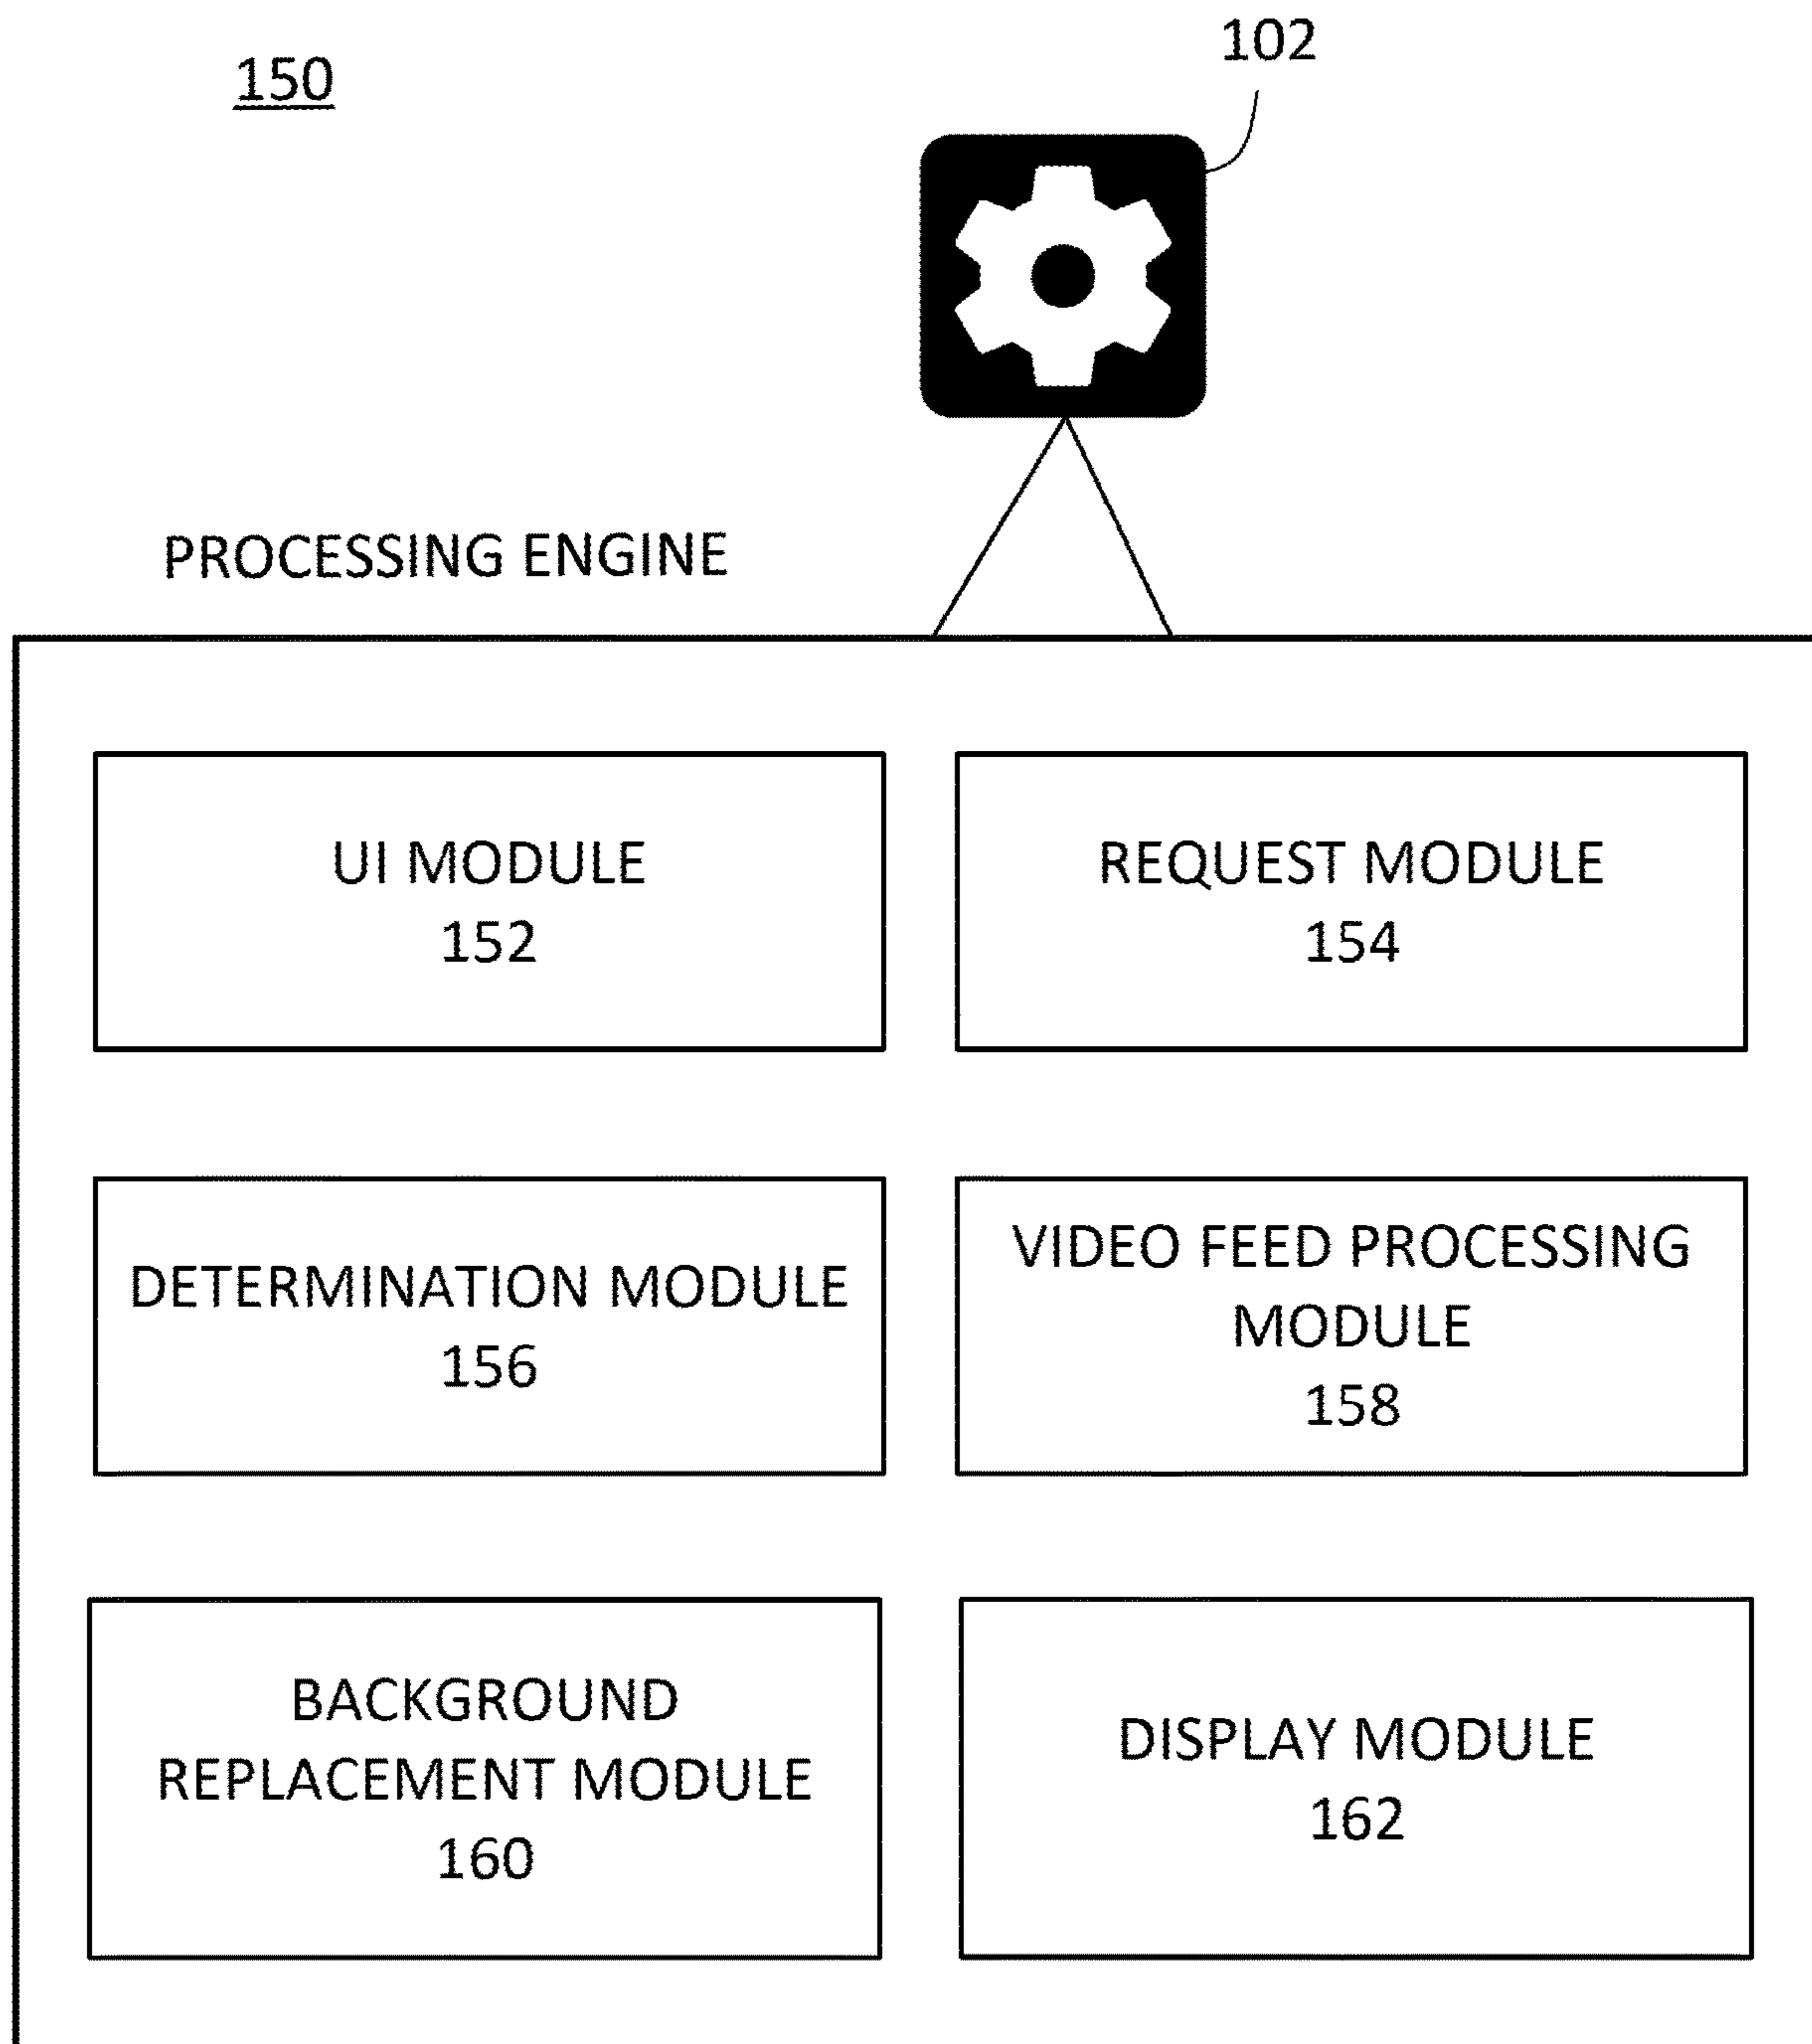 150
102
PROCESSING ENGINE
UI MODULE
152
REQUEST MODULE
154
DETERMINATION MODULE
156
VIDEO FEED PROCESSING
MODULE
158
BACKGROUND
REPLACEMENT MODULE
160
DISPLAY MODULE
162